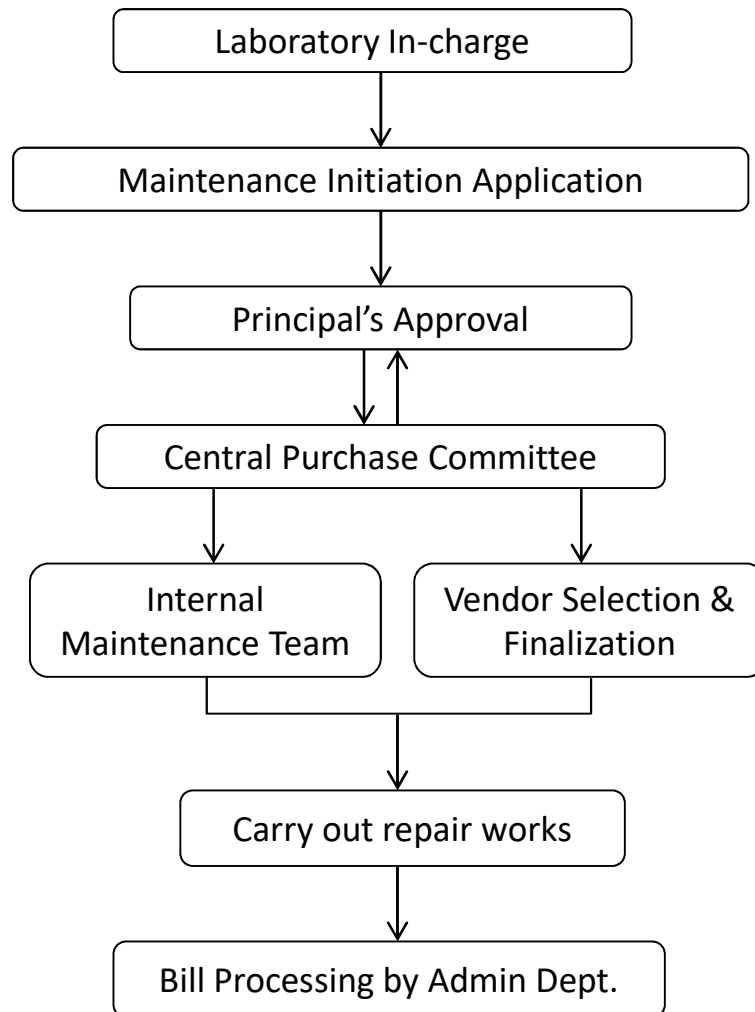 Laboratory In-charge
Maintenance Initiation Application
Principal’s Approval
Central Purchase Committee
Internal
Maintenance Team
Vendor Selection &
Finalization
Carry out repair works
Bill Processing by Admin Dept.